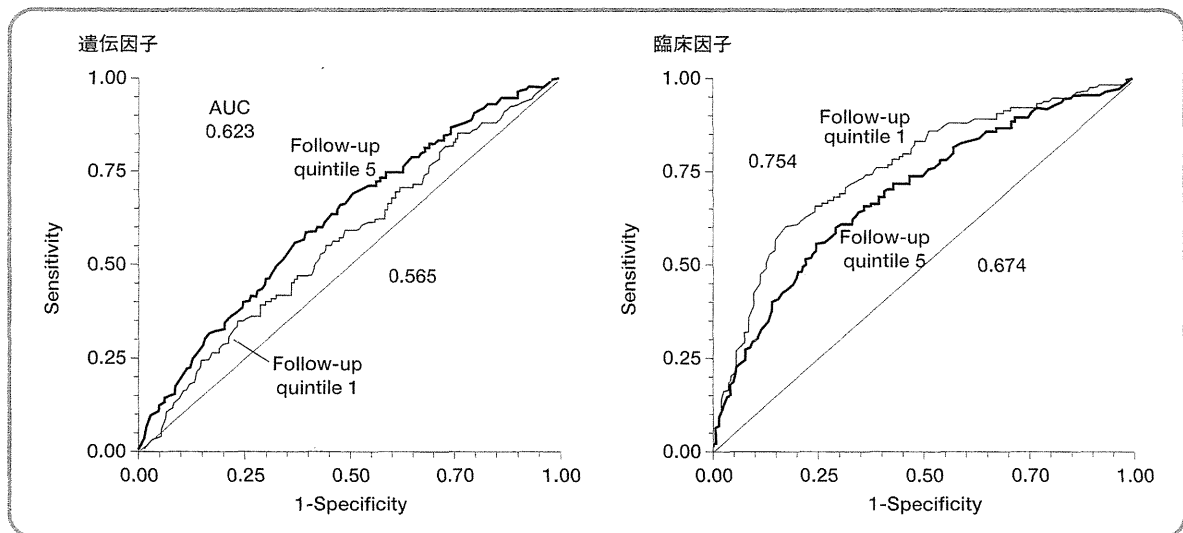 遺伝因子
1.00
0.75
0.50
0.25
0.00
Sensitivity
AUC
0.623
Follow-up
quintile 5
0.565
Follow-up
quintile 1
0.00
0.25
0.50
0.70
1.00
1-Specificity
臨床因子
1.00
0.75
0.50
0.25
0.00
Sensitivity
Follow-up
quintile 1
0.754
Follow-up
quintile 5
0.674
0.00
0.25
0.50
0.70
1.00
1-Specificity